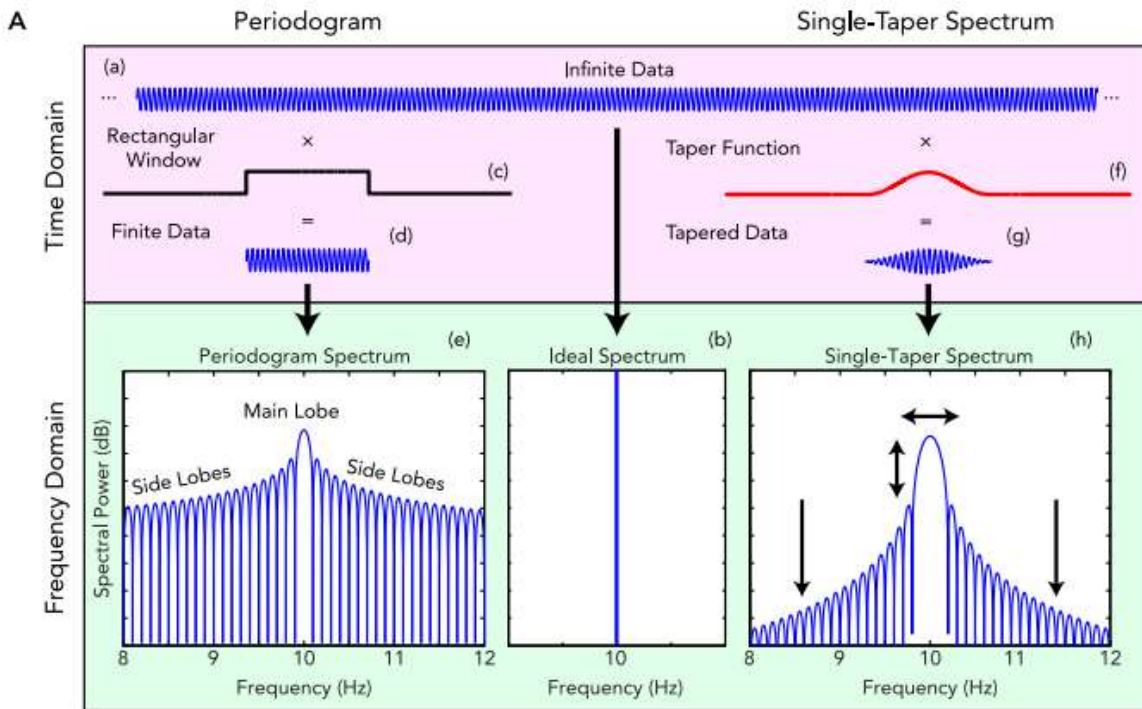 A
Periodogram
Single-Taper Spectrum
Time Domain
(a)
Infinite Data
...
...
Rectangular
Window
×
(c)
Taper Function
×
(f)
Finite Data
=
(d)
Tapered Data
=
(g)
Frequency Domain
(e)
Periodogram Spectrum
(b)
Ideal Spectrum
(h)
Single-Taper Spectrum
Spectral Power (dB)
Main Lobe
Side Lobes
Side Lobes
8 9 10 11 12
Frequency (Hz)
10
Frequency (Hz)
8 9 10 11 12
Frequency (Hz)